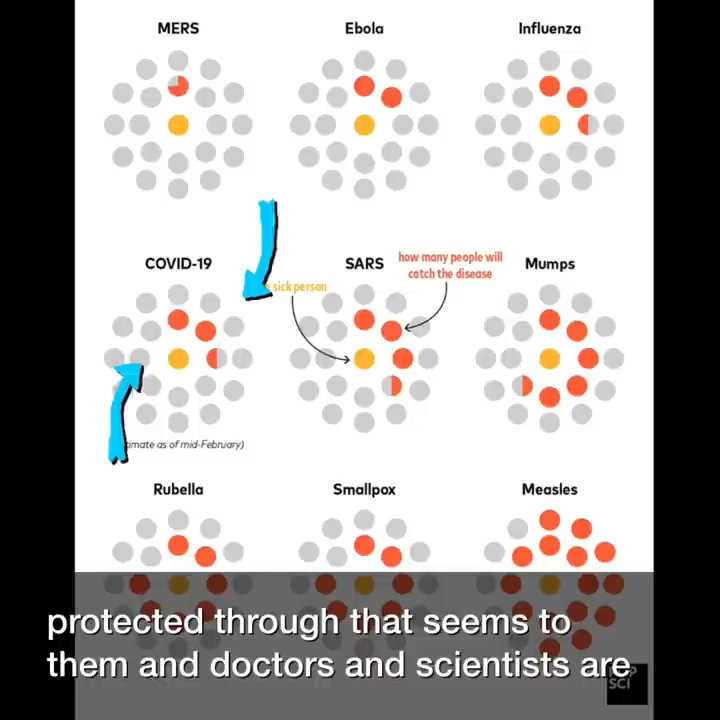 MERS
Ebola
Influenza
COVID-19
SARS
how many people will
catch the disease
Mumps
sick person
imate as of mid-February)
Rubella
Smallpox
Measles
protected through that seems to
them and doctors and scientists are
SCI